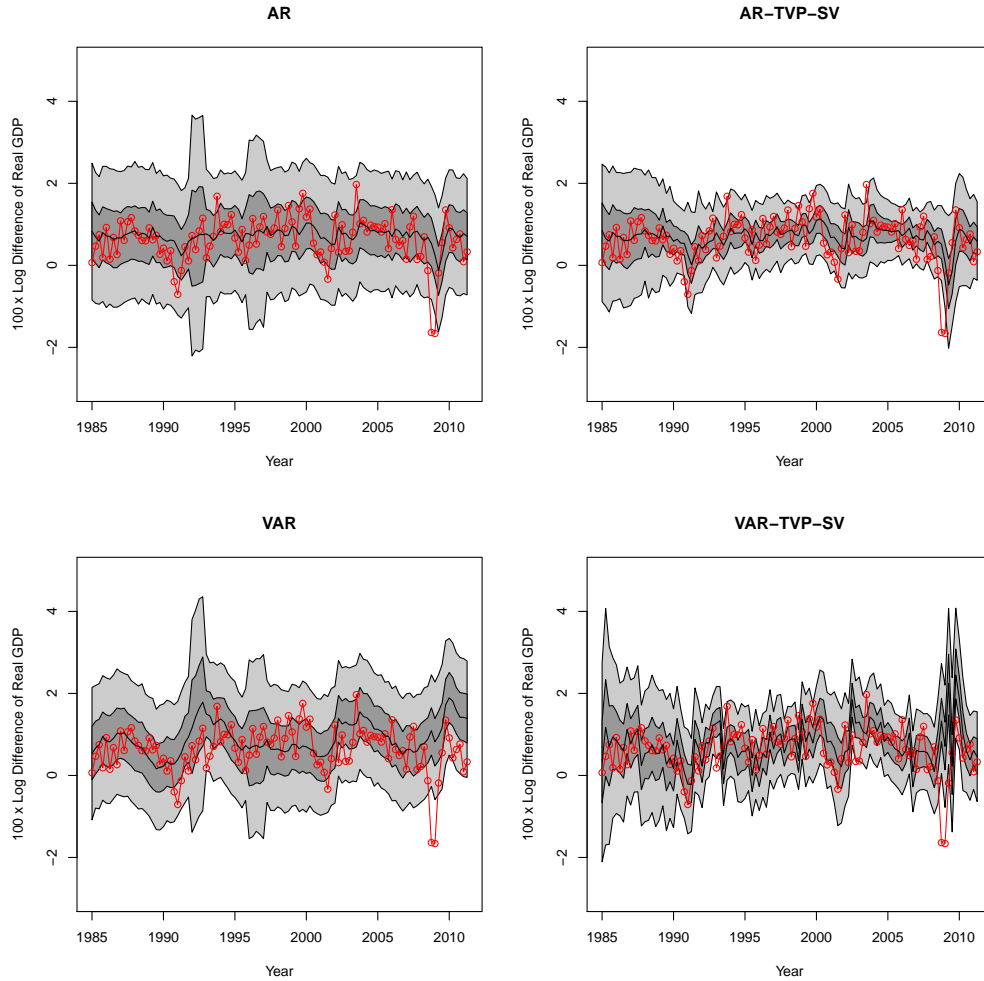 AR
100 x Log Difference of Real GDP
4
2
0
−2
1985 1990 1995 2000 2005 2010
Year
AR−TVP−SV
100 x Log Difference of Real GDP
4
2
0
−2
1985 1990 1995 2000 2005 2010
Year
VAR
100 x Log Difference of Real GDP
4
2
0
−2
1985 1990 1995 2000 2005 2010
Year
VAR−TVP−SV
100 x Log Difference of Real GDP
4
2
0
−2
1985 1990 1995 2000 2005 2010
Year